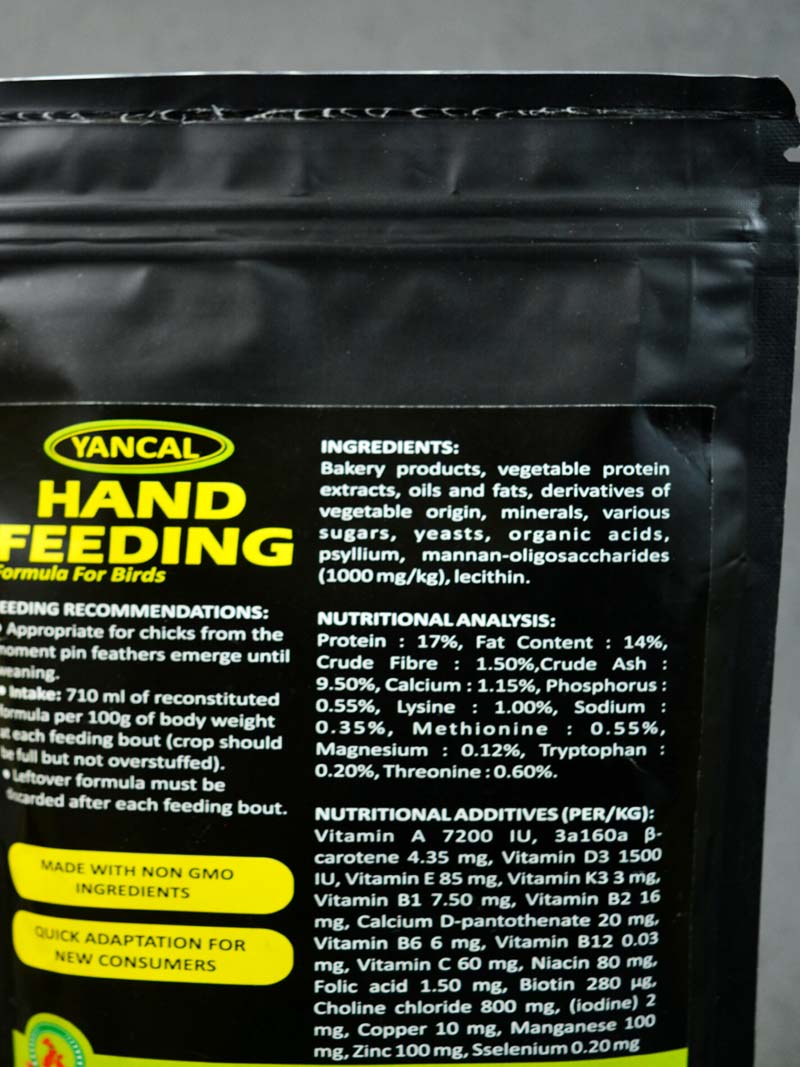 YANCAL
HAND
FEEDING
Formula For Birds
EEDING RECOMMENDATIONS:
• Appropriate for chicks from the
moment pin feathers emerge until
weaning.
• Intake: 710 ml of reconstituted
formula per 100g of body weight
at each feeding bout (crop should
be full but not overstuffed).
• Leftover formula must be
discarded after each feeding bout.
MADE WITH NON GMO
INGREDIENTS
QUICK ADAPTATION FOR
NEW CONSUMERS
INGREDIENTS:
Bakery products, vegetable protein
extracts, oils and fats, derivatives of
vegetable origin, minerals, various
sugars, yeasts, organic acids,
psyllium, mannan-oligosaccharides
(1000 mg/kg), lecithin.
NUTRITIONAL ANALYSIS:
Protein : 17%, Fat Content : 14%,
Crude Fibre : 1.50%,Crude Ash :
9.50%, Calcium : 1.15%, Phosphorus :
0.55%, Lysine : 1.00%, Sodium :
0.35%, Methionine : 0.55%,
Magnesium : 0.12%, Tryptophan :
0.20%, Threonine : 0.60%.
NUTRITIONAL ADDITIVES (PER/KG):
Vitamin A 7200 IU, 3a160a β-
carotene 4.35 mg, Vitamin D3 1500
IU, Vitamin E 85 mg, Vitamin K3 3 mg,
Vitamin B1 7.50 mg, Vitamin B2 16
mg, Calcium D-pantothenate 20 mg,
Vitamin B6 6 mg, Vitamin B12 0.03
mg, Vitamin C 60 mg, Niacin 80 mg,
Folic acid 1.50 mg, Biotin 280 µg,
Choline chloride 800 mg, (iodine) 2
mg, Copper 10 mg, Manganese 100
mg, Zinc 100 mg, Sselenium 0.20 mg